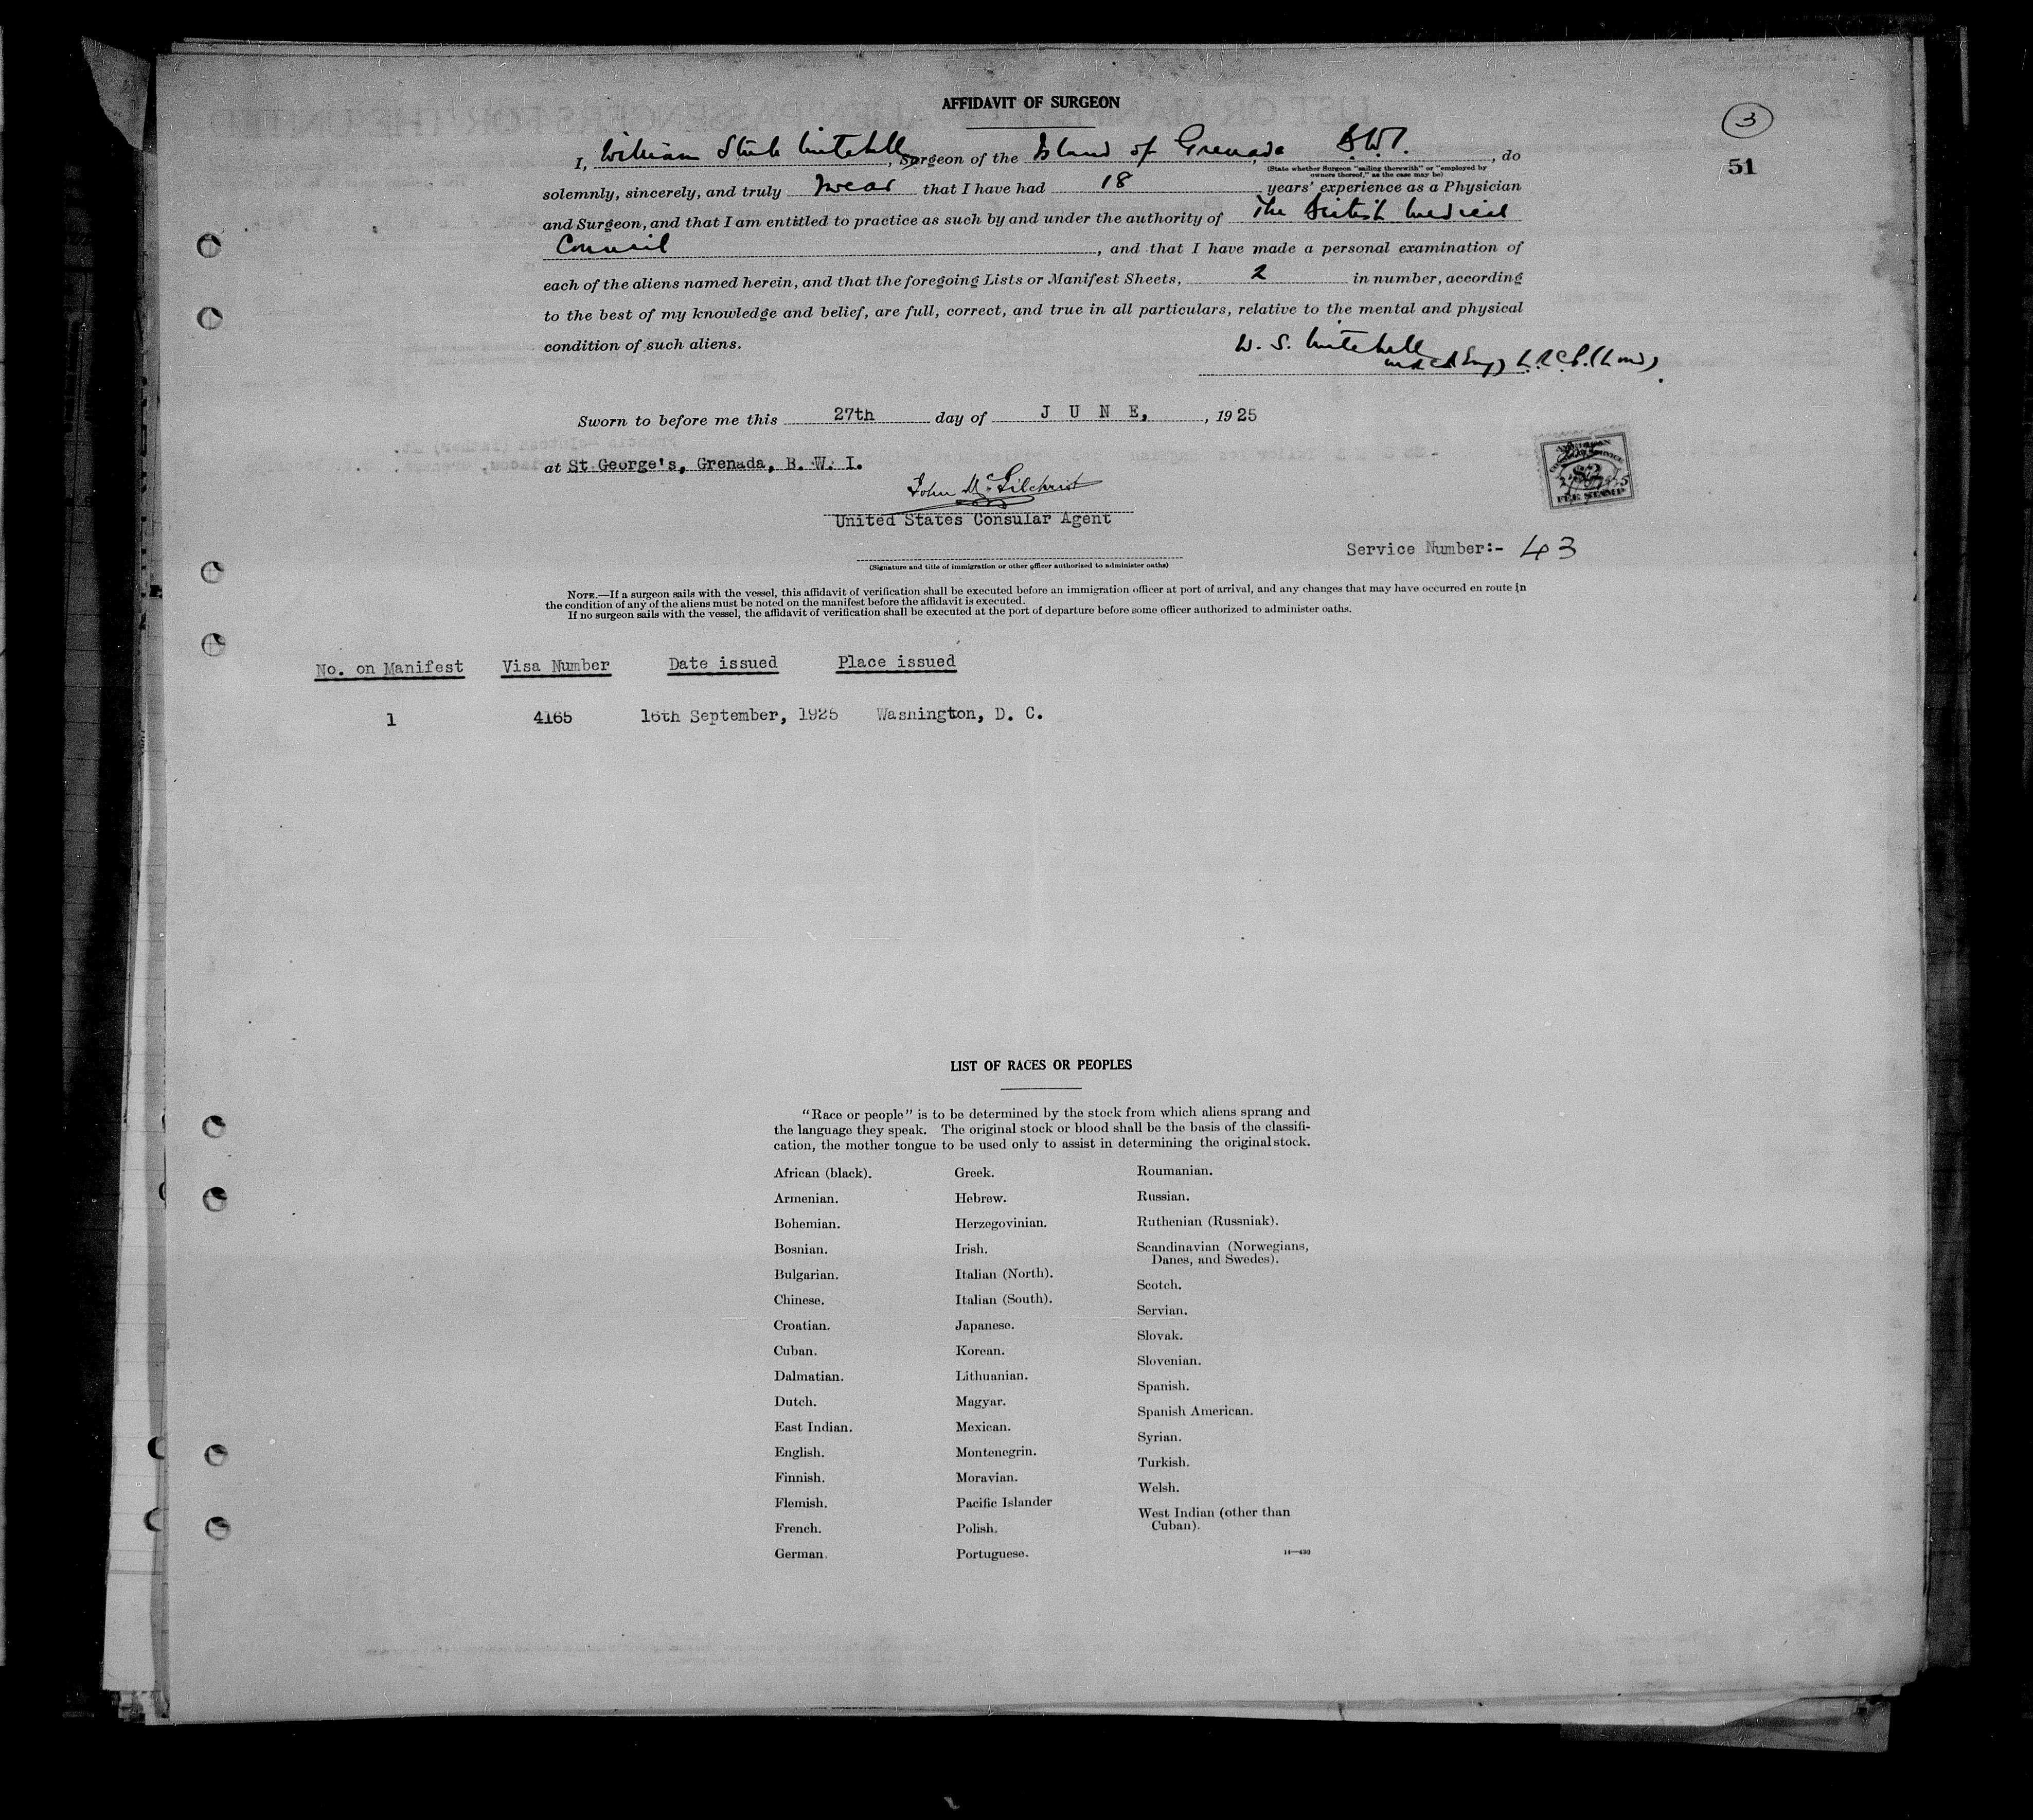 AFFIDAVIT OF SURGEON
3
51
I, William Mitchell, Surgeon of the Island of Grenada B.W.I., do
(State whether Surgeon "sailing therewith" or "employed by
owners thereof," as the case may be)
solemnly, sincerely, and truly swear that I have had 18 years' experience as a Physician
and Surgeon, and that I am entitled to practice as such by and under the authority of The British Medical
Council, and that I have made a personal examination of
each of the aliens named herein, and that the foregoing Lists or Manifest Sheets, 2 in number, according
to the best of my knowledge and belief, are full, correct, and true in all particulars, relative to the mental and physical
condition of such aliens.
W. S. Mitchell
L.R.C.P. (Lond)
Sworn to before me this 27th day of J U N E, , 1925
at St George's, Grenada, B. W. I.
John McGilchrist
United States Consular Agent
AMERICAN
CONSULAR SERVICE
$2
FEE STAMP
Service Number:- 43
(Signature and title of immigration or other officer authorized to administer oaths)
NOTE.—If a surgeon sails with the vessel, this affidavit of verification shall be executed before an immigration officer at port of arrival, and any changes that may have occurred en route in
the condition of any of the aliens must be noted on the manifest before the affidavit is executed.
If no surgeon sails with the vessel, the affidavit of verification shall be executed at the port of departure before some officer authorized to administer oaths.
No. on Manifest Visa Number Date issued Place issued
1 4165 16th September, 1925 Washington, D. C.
LIST OF RACES OR PEOPLES
"Race or people" is to be determined by the stock from which aliens sprang and
the language they speak. The original stock or blood shall be the basis of the classifi-
cation, the mother tongue to be used only to assist in determining the original stock.
African (black).
Armenian.
Bohemian.
Bosnian.
Bulgarian.
Chinese.
Croatian.
Cuban.
Dalmatian.
Dutch.
East Indian.
English.
Finnish.
Flemish.
French.
German.
Greek.
Hebrew.
Herzegovinian.
Irish.
Italian (North).
Italian (South).
Japanese.
Korean.
Lithuanian.
Magyar.
Mexican.
Montenegrin.
Moravian.
Pacific Islander
Polish.
Portuguese.
Roumanian.
Russian.
Ruthenian (Russniak).
Scandinavian (Norwegians,
Danes, and Swedes).
Scotch.
Servian.
Slovak.
Slovenian.
Spanish.
Spanish American.
Syrian.
Turkish.
Welsh.
West Indian (other than
Cuban).
14—430